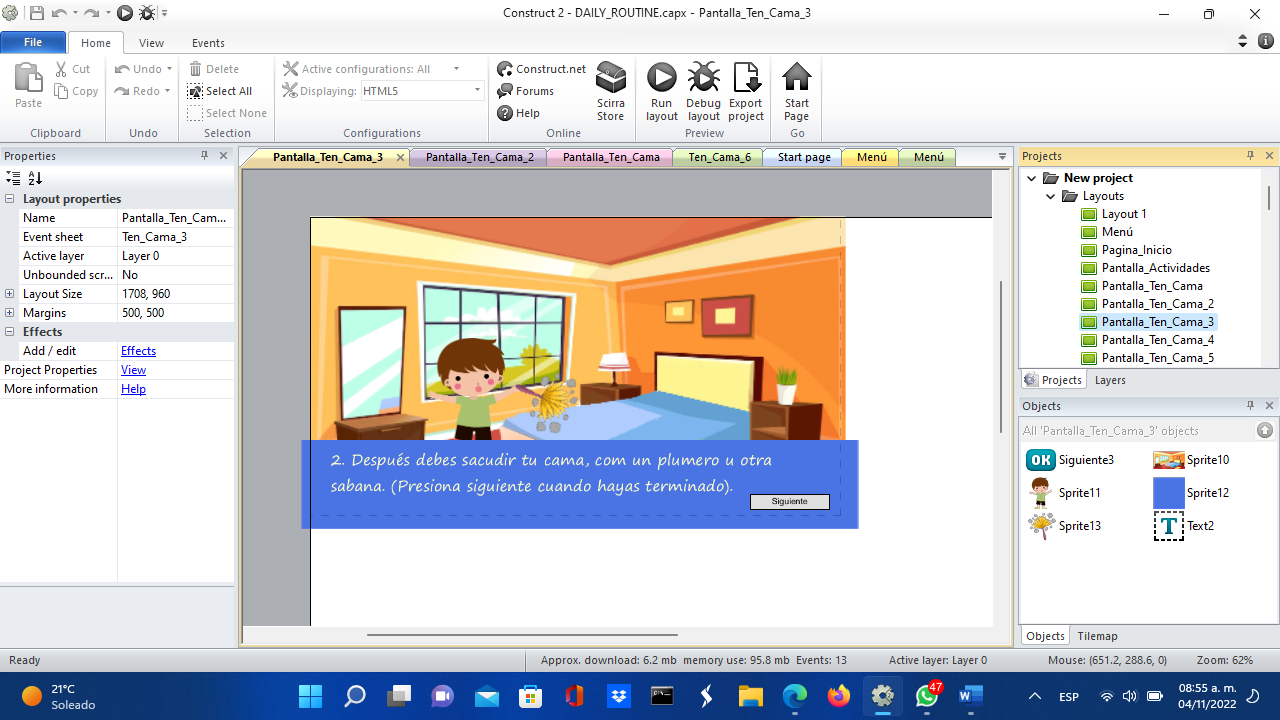 Construct 2 - DAILY_ROUTINE.capx - Pantalla_Ten_Cama_3
File Home View Events
Paste Cut Copy Clipboard
Undo Redo Undo
Delete Select All Select None Selection
Active configurations: All
Displaying: HTML5
Configurations
Construct.net Forums Help Scirra Store Online
Run layout Debug layout Export project Preview
Start Page Go
Properties
Layout properties
Name Pantalla_Ten_Cam...
Event sheet Ten_Cama_3
Active layer Layer 0
Unbounded scr... No
Layout Size 1708, 960
Margins 500, 500
Effects
Add / edit Effects
Project Properties View
More information Help
Pantalla_Ten_Cama_3 Pantalla_Ten_Cama_2 Pantalla_Ten_Cama Ten_Cama_6 Start page Menú Menú
2. Después debes sacudir tu cama, com un plumero u otra
sabana. (Presiona siguiente cuando hayas terminado).
Siguiente
Projects
New project
Layouts
Layout 1
Menú
Pagina_Inicio
Pantalla_Actividades
Pantalla_Ten_Cama
Pantalla_Ten_Cama_2
Pantalla_Ten_Cama_3
Pantalla_Ten_Cama_4
Pantalla_Ten_Cama_5
Projects Layers
Objects
All 'Pantalla_Ten_Cama_3' objects
OK Siguiente3 Sprite10
Sprite11 Sprite12
Sprite13 T Text2
Objects Tilemap
Ready Approx. download: 6.2 mb memory use: 95.8 mb Events: 13 Active layer: Layer 0 Mouse: (651.2, 288.6, 0) Zoom: 62%
21°C
Soleado
47
ESP
08:55 a. m.
04/11/2022